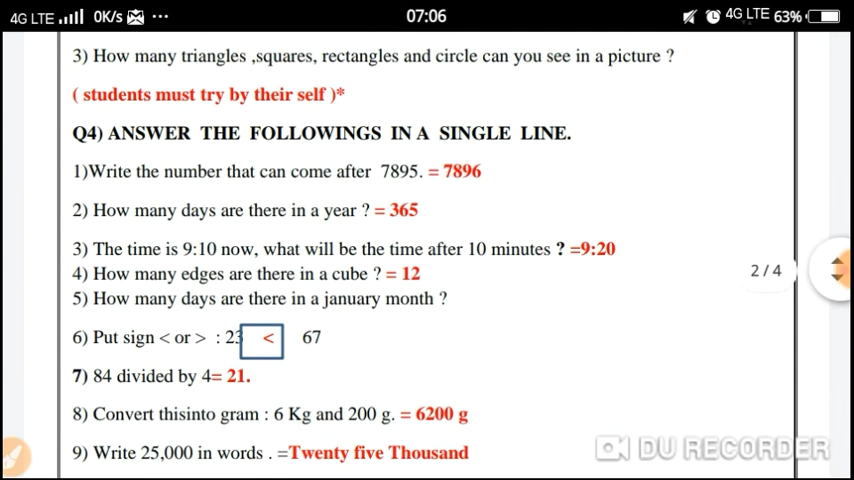 4G LTE 0K/s ... 07:06 4G LTE 63%
3) How many triangles ,squares, rectangles and circle can you see in a picture ?
( students must try by their self )*
Q4) ANSWER THE FOLLOWINGS IN A SINGLE LINE.
1)Write the number that can come after 7895. = 7896
2) How many days are there in a year ? = 365
3) The time is 9:10 now, what will be the time after 10 minutes ? =9:20
4) How many edges are there in a cube ? = 12
2 / 4
5) How many days are there in a january month ?
6) Put sign < or > : 23 < 67
7) 84 divided by 4= 21.
8) Convert thisinto gram : 6 Kg and 200 g. = 6200 g
9) Write 25,000 in words . =Twenty five Thousand
DU RECORDER